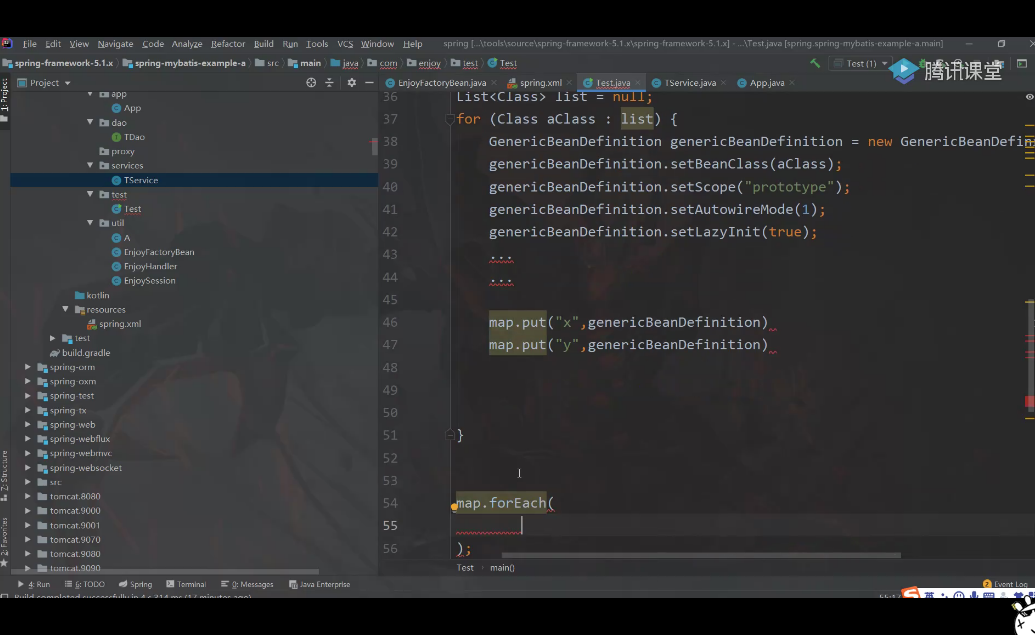 File Edit View Navigate Code Analyze Refactor Build Run Tools VCS Window Help spring [...\tools\source\spring-framework-5.1.x\spring-framework-5.1.x] - ...\Test.java [spring.spring-mybatis-example-a.main]
spring-framework-5.1.x spring-mybatis-example-a src main java com enjoy test Test Test (1)
腾讯课堂
Project
EnjoyFactoryBean.java spring.xml Test.java TService.java App.java
1: Project
app
App
dao
TDao
proxy
services
TService
test
Test
util
A
EnjoyFactoryBean
EnjoyHandler
EnjoySession
kotlin
resources
spring.xml
test
build.gradle
spring-orm
spring-oxm
spring-test
spring-tx
spring-web
spring-webflux
spring-webmvc
spring-websocket
src
tomcat.8080
tomcat.9000
tomcat.9001
tomcat.9070
tomcat.9080
tomcat.9090
Z: Structure
2: Favorites
36 List<Class> list = null;
37 for (Class aClass : list) {
38 GenericBeanDefinition genericBeanDefinition = new GenericBeanDefin
39 genericBeanDefinition.setBeanClass(aClass);
40 genericBeanDefinition.setScope("prototype");
41 genericBeanDefinition.setAutowireMode(1);
42 genericBeanDefinition.setLazyInit(true);
43 ...
44 ...
45
46 map.put("x",genericBeanDefinition)
47 map.put("y",genericBeanDefinition)
48
49
50
51 }
52
53
54 map.forEach(
55
56 );
Test main()
4: Run 6: TODO Spring Terminal 0: Messages Java Enterprise 2 Event Log
Build completed successfully in 4 s 314 ms (17 minutes ago) 55:17 英